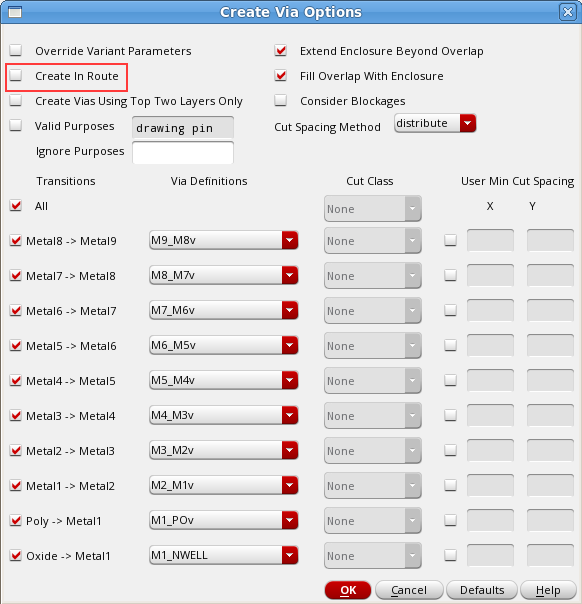 Create Via Options
Override Variant Parameters
Extend Enclosure Beyond Overlap
Create In Route
Fill Overlap With Enclosure
Create Vias Using Top Two Layers Only
Consider Blockages
Valid Purposes drawing pin
Cut Spacing Method distribute
Ignore Purposes
Transitions Via Definitions Cut Class User Min Cut Spacing
All None X Y
Metal8 -> Metal9 M9_M8v None
Metal7 -> Metal8 M8_M7v None
Metal6 -> Metal7 M7_M6v None
Metal5 -> Metal6 M6_M5v None
Metal4 -> Metal5 M5_M4v None
Metal3 -> Metal4 M4_M3v None
Metal2 -> Metal3 M3_M2v None
Metal1 -> Metal2 M2_M1v None
Poly -> Metal1 M1_POv None
Oxide -> Metal1 M1_NWELL None
OK Cancel Defaults Help